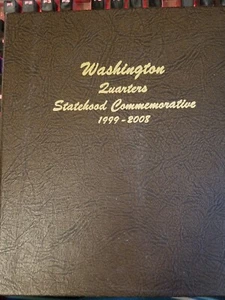 Washington
Quarters
Statehood Commemorative
1999-2008